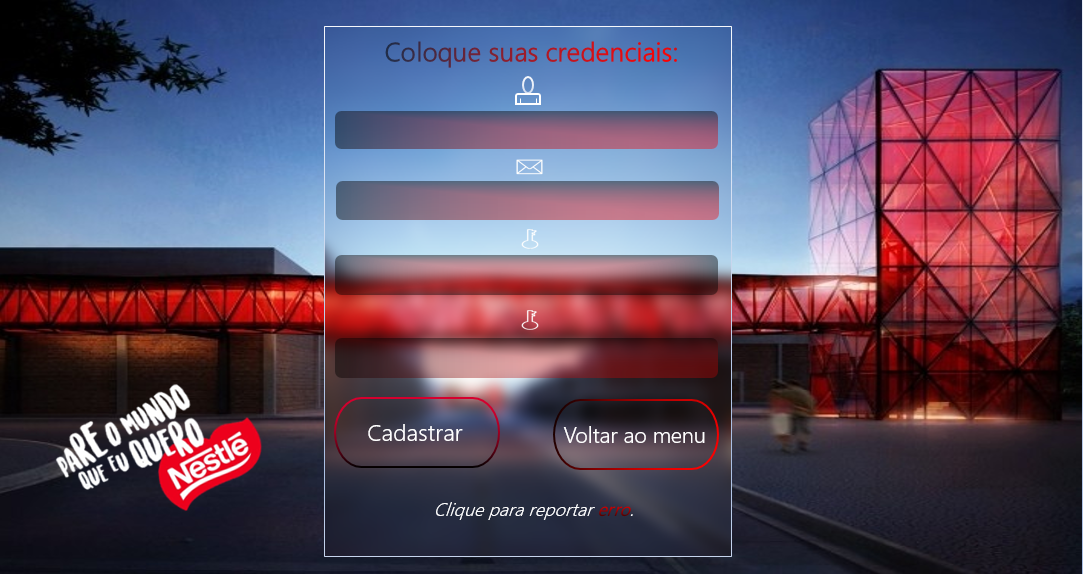 Coloque suas credenciais:
Cadastrar
Voltar ao menu
Clique para reportar erro.
PARE O MUNDO
QUE EU QUERO
Nestlé